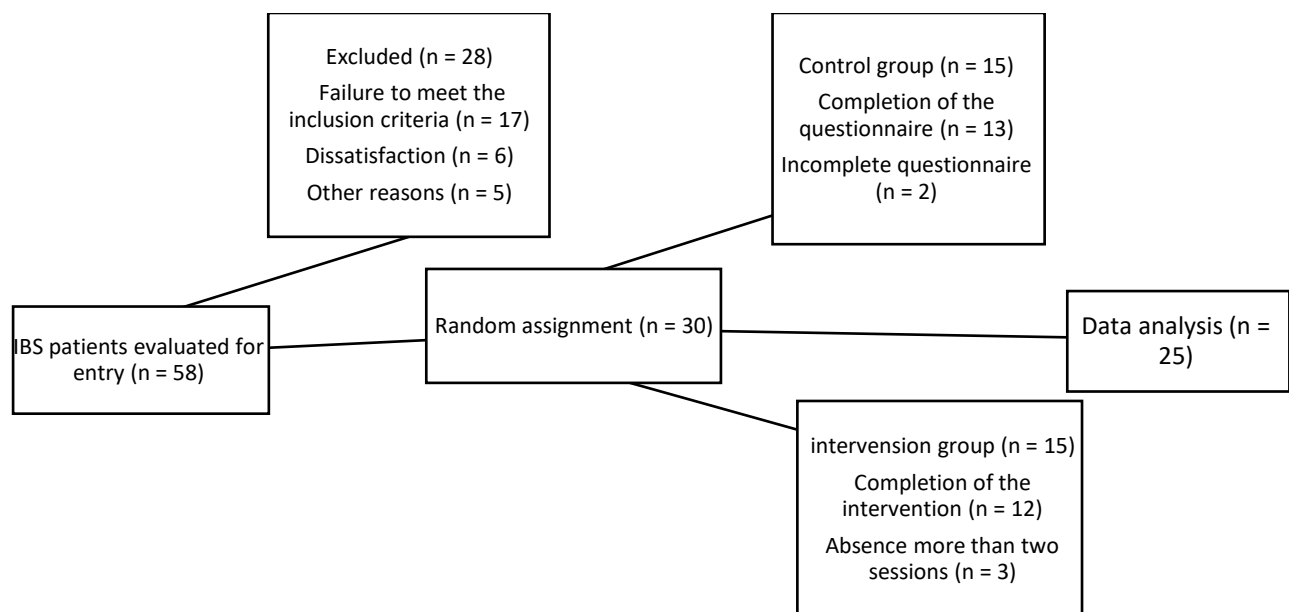 Excluded (n = 28)
Failure to meet the
inclusion criteria (n = 17)
Dissatisfaction (n = 6)
Other reasons (n = 5)
Control group (n = 15)
Completion of the
questionnaire (n = 13)
Incomplete questionnaire
(n = 2)
IBS patients evaluated for
entry (n = 58)
Random assignment (n = 30)
Data analysis (n =
25)
intervension group (n = 15)
Completion of the
intervention (n = 12)
Absence more than two
sessions (n = 3)